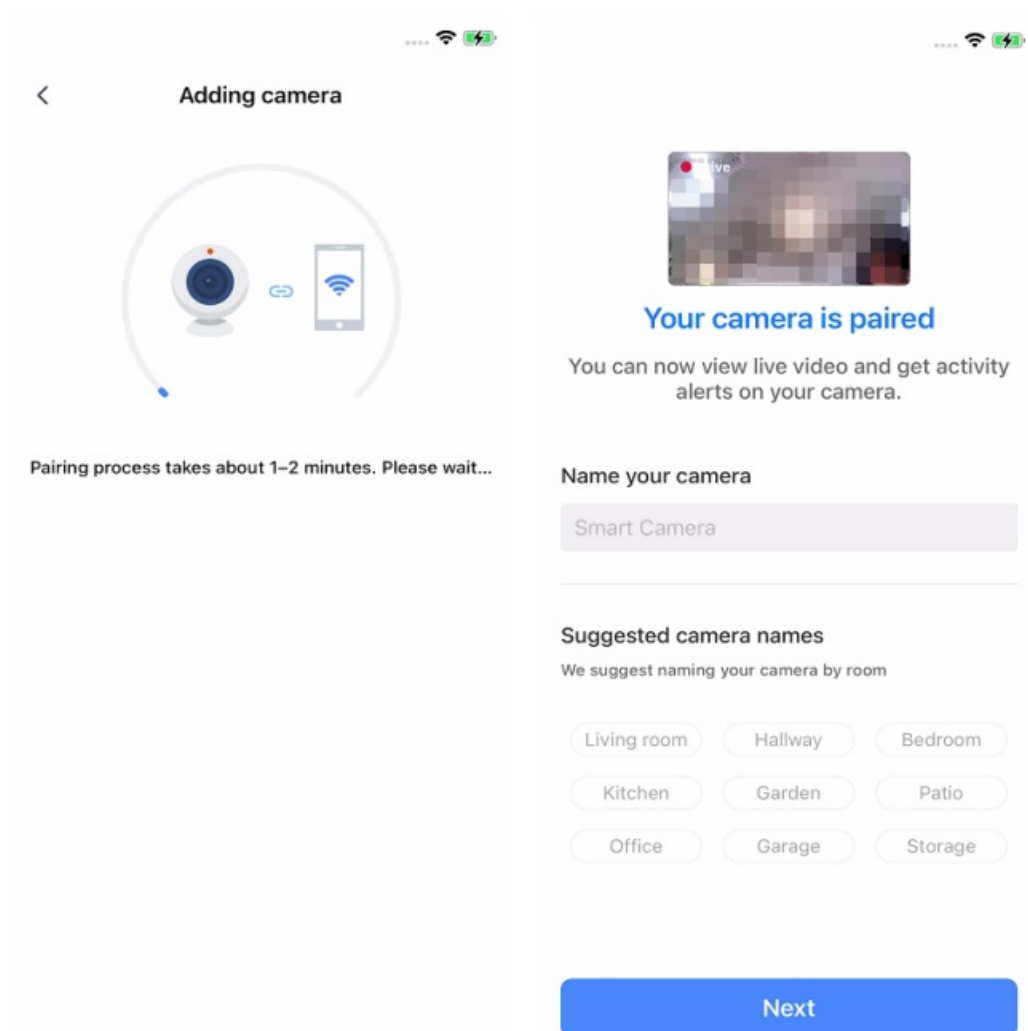 Adding camera
Pairing process takes about 1–2 minutes. Please wait...
Your camera is paired
You can now view live video and get activity
alerts on your camera.
Name your camera
Smart Camera
Suggested camera names
We suggest naming your camera by room
Living room
Hallway
Bedroom
Kitchen
Garden
Patio
Office
Garage
Storage
Next